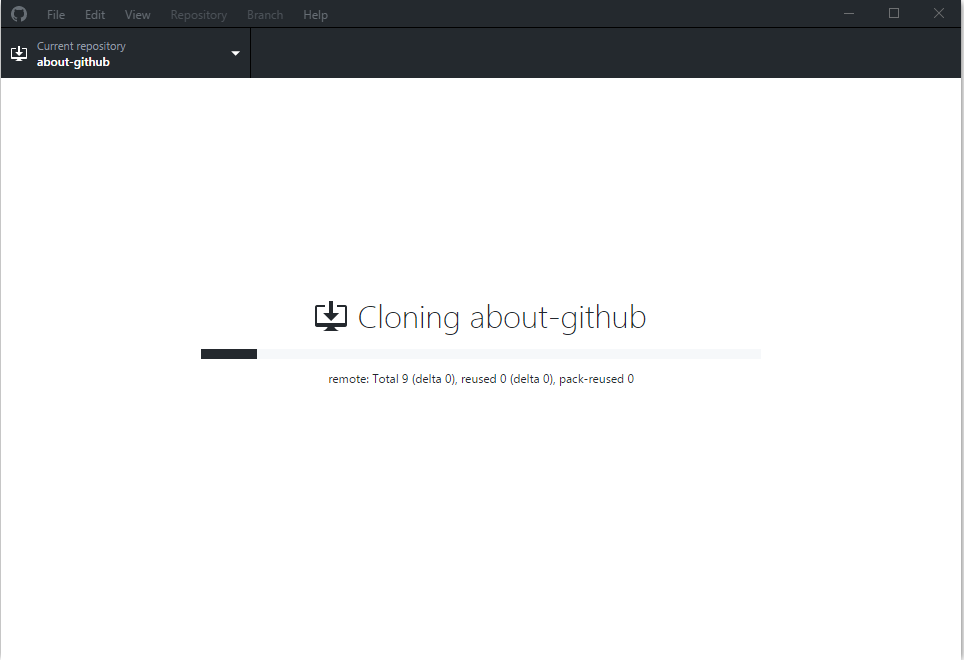 File Edit View Repository Branch Help
Current repository
about-github
Cloning about-github
remote: Total 9 (delta 0), reused 0 (delta 0), pack-reused 0